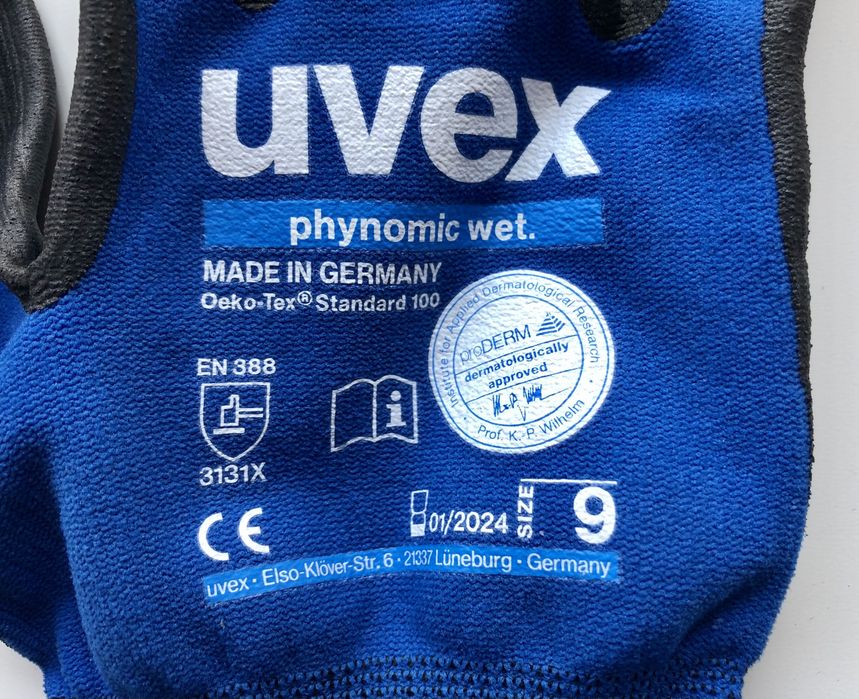 uvex
phynomic wet.
MADE IN GERMANY
Oeko-Tex® Standard 100
Institute for Applied Dermatological Research
proDERM
dermatologically
approved
Prof. K.-P. Wilhelm
EN 388
i
3131X
CE
01/2024
SIZE
9
uvex · Elso-Klöver-Str. 6 · 21337 Lüneburg · Germany